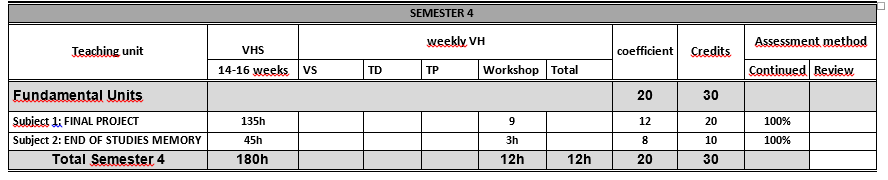 SEMESTER 4
Teaching unit VHS weekly VH coefficient Credits Assessment method
14-16 weeks VS TD TP Workshop Total Continued Review
Fundamental Units 20 30
Subject 1: FINAL PROJECT 135h 9 12 20 100%
Subject 2: END OF STUDIES MEMORY 45h 3h 8 10 100%
Total Semester 4 180h 12h 12h 20 30